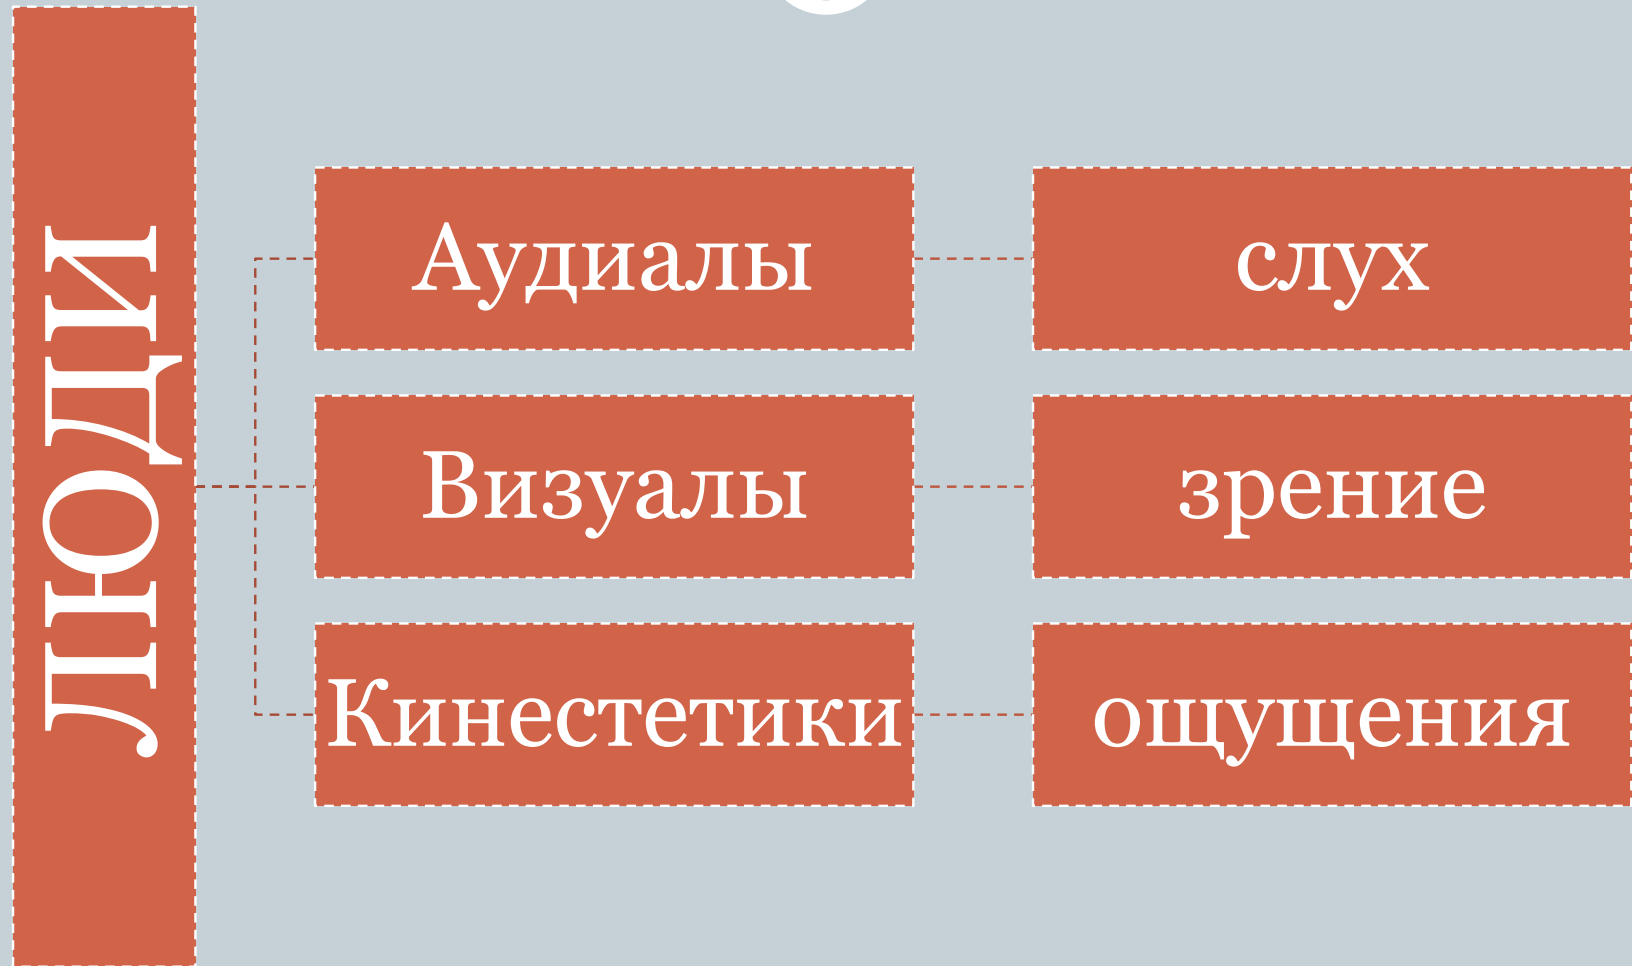 ЛЮДИ
Аудиалы
слух
Визуалы
зрение
Кинестетики
ощущения